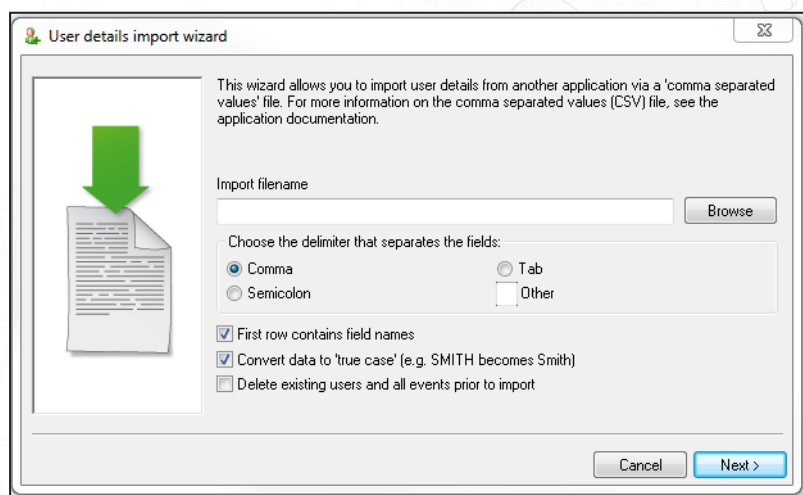 User details import wizard
This wizard allows you to import user details from another application via a 'comma separated
values' file. For more information on the comma separated values (CSV) file, see the
application documentation.
Import filename
Browse
Choose the delimiter that separates the fields:
Comma
Tab
Semicolon
Other
First row contains field names
Convert data to 'true case' (e.g. SMITH becomes Smith)
Delete existing users and all events prior to import
Cancel
Next >